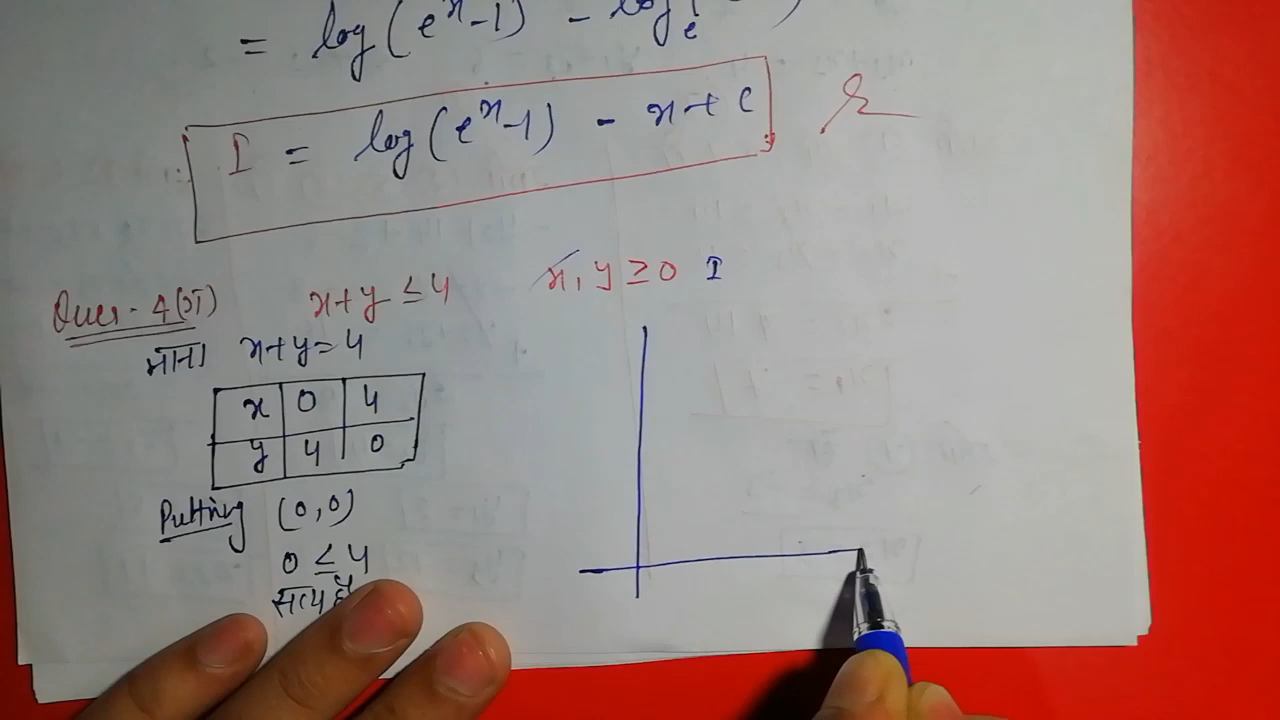 = log(eˣ-1) - logₑ
I = log(eˣ-1) - x + c
Ques - 4(अ) x+y ≤ 4 x, y ≥ 0 I
माना x+y=4
x 0 4
y 4 0
Putting (0,0)
0 ≤ 4
सत्य है